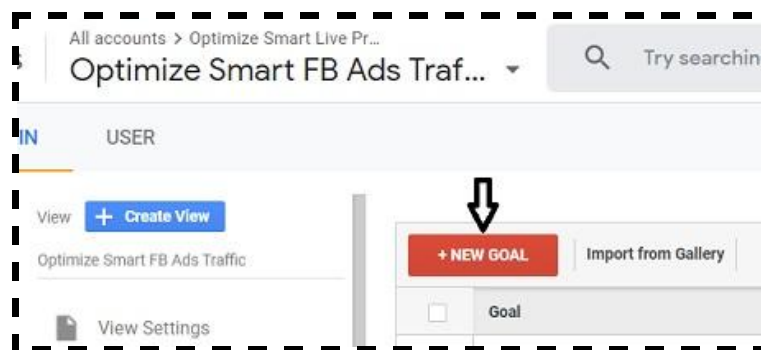 All accounts > Optimize Smart Live Pr...
Optimize Smart FB Ads Traf...
Try searchin
IN
USER
View
+ Create View
Optimize Smart FB Ads Traffic
View Settings
+ NEW GOAL
Import from Gallery
Goal